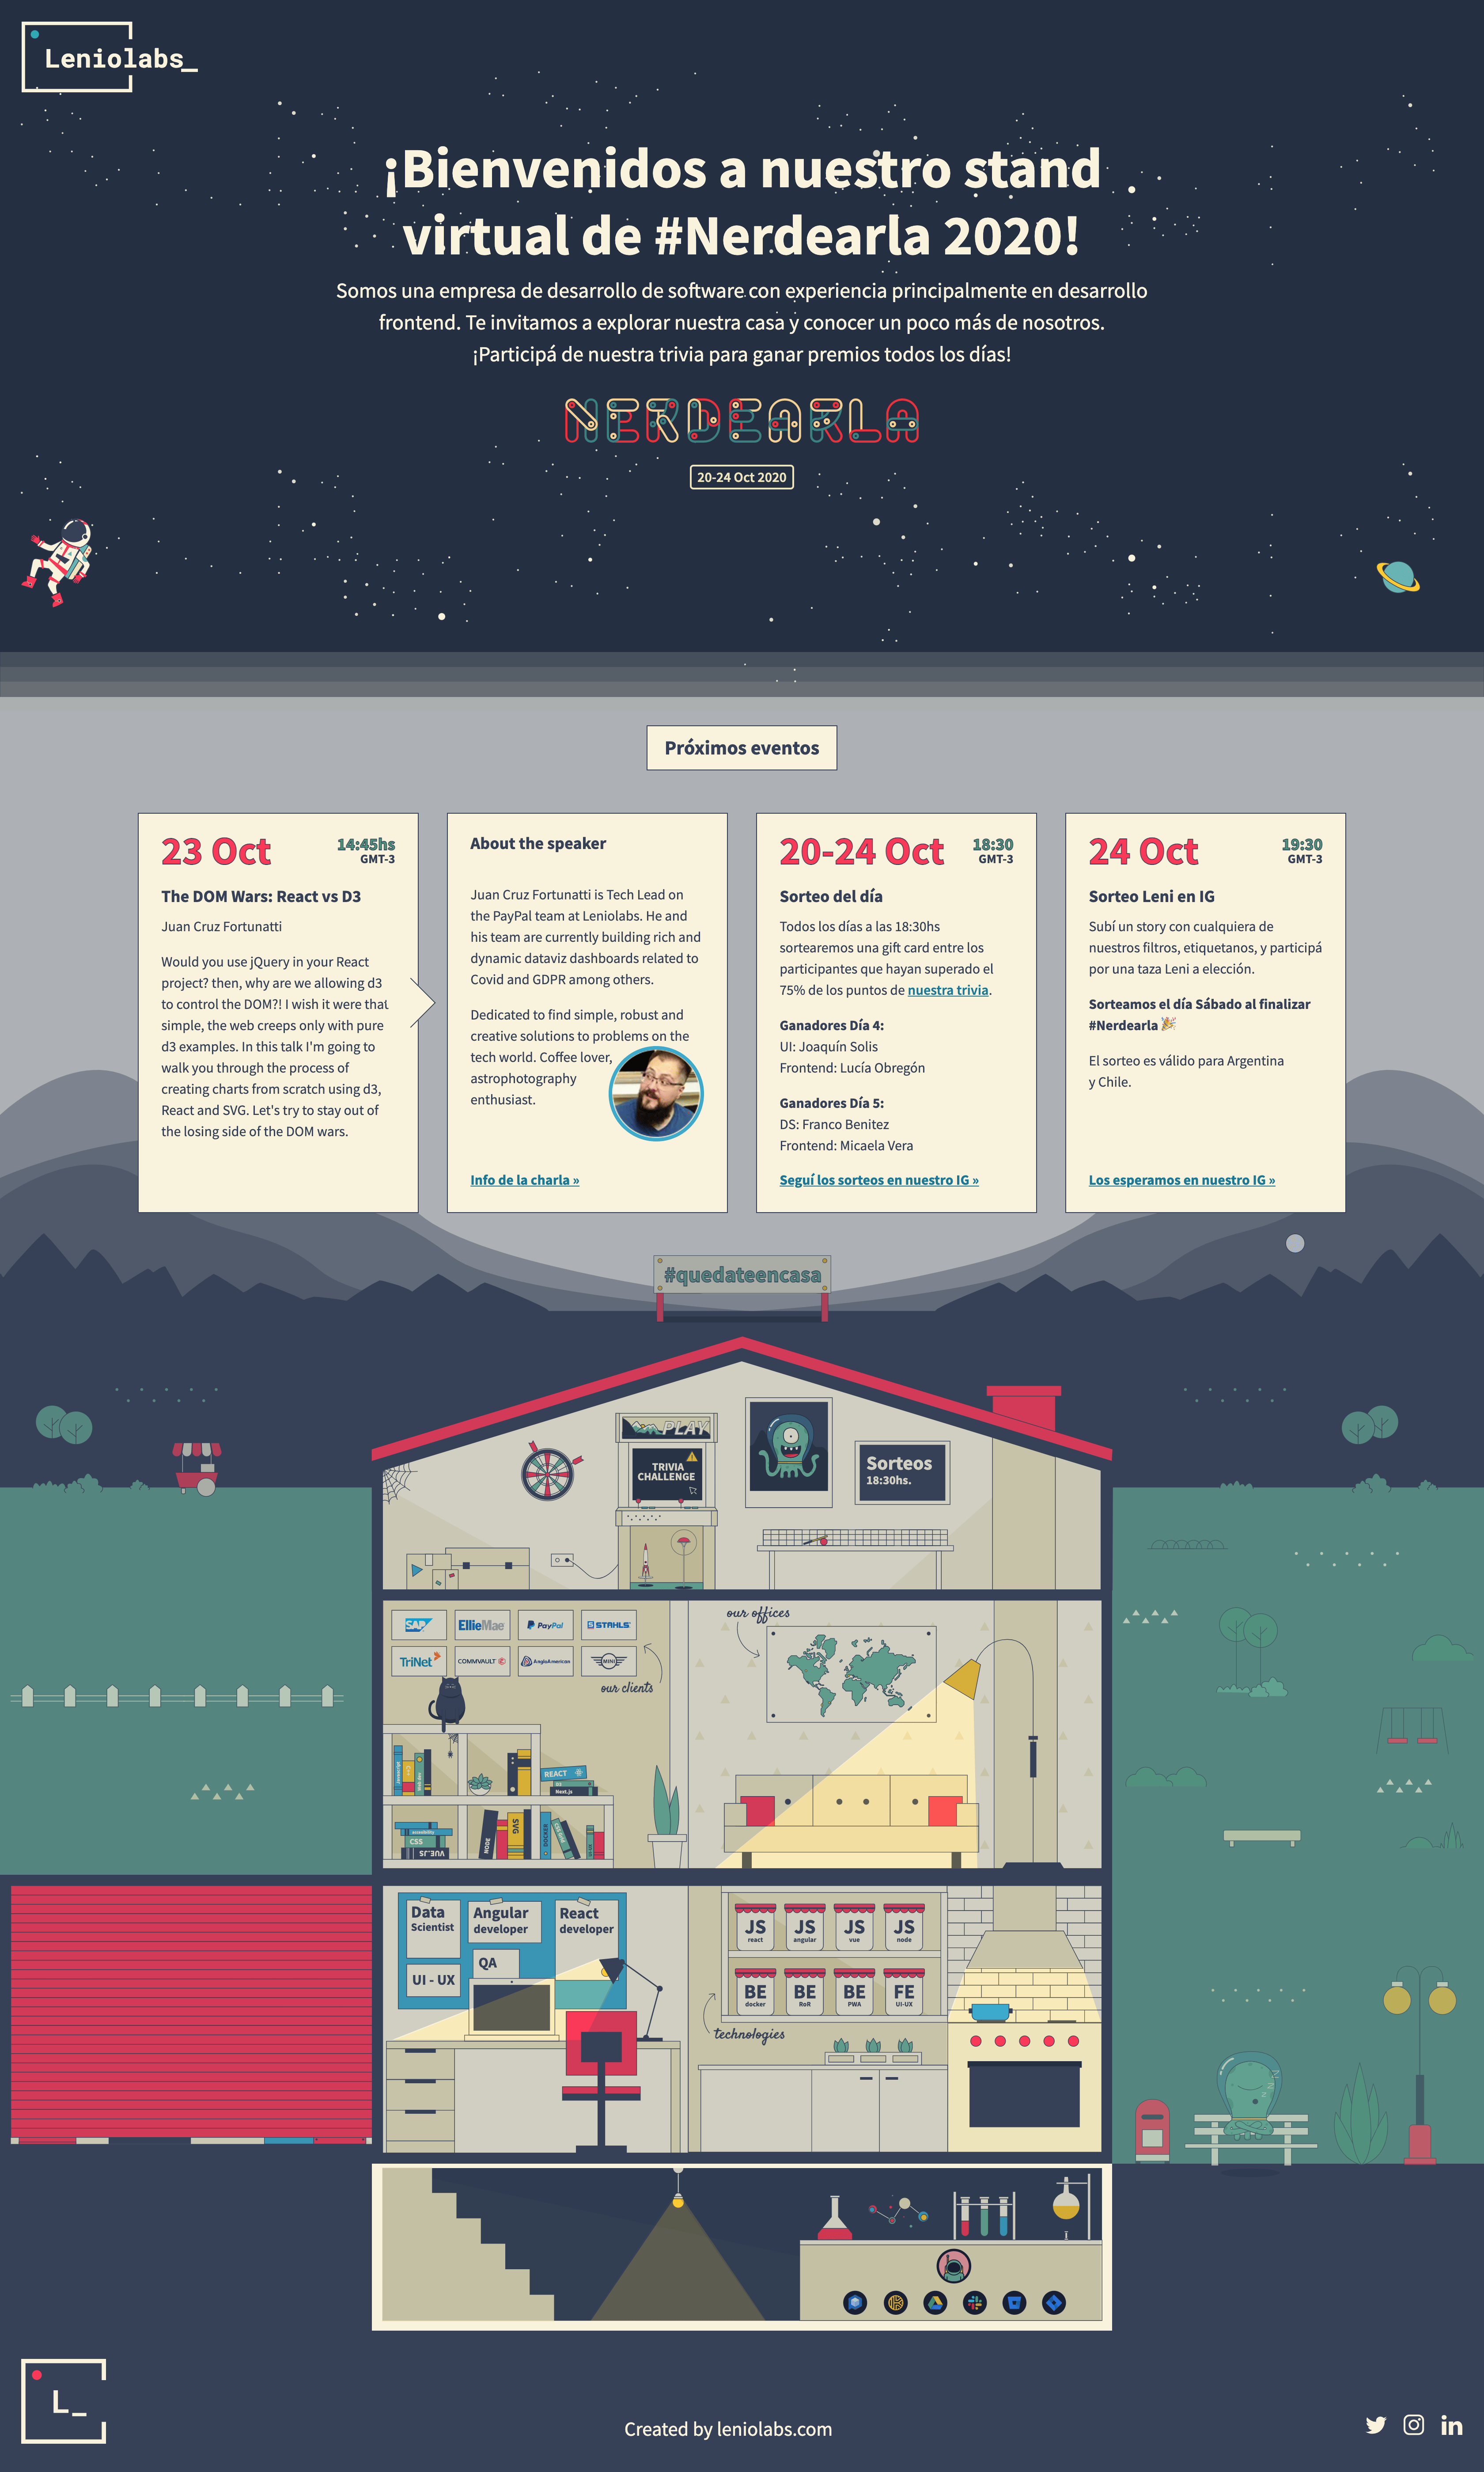 Leniolabs_
¡Bienvenidos a nuestro stand
virtual de #Nerdearla 2020!
Somos una empresa de desarrollo de software con experiencia principalmente en desarrollo
frontend. Te invitamos a explorar nuestra casa y conocer un poco más de nosotros.
¡Participá de nuestra trivia para ganar premios todos los días!
NERDEARLA
20-24 Oct 2020
Próximos eventos
23 Oct
14:45hs
GMT-3
The DOM Wars: React vs D3
Juan Cruz Fortunatti
Would you use jQuery in your React
project? then, why are we allowing d3
to control the DOM?! I wish it were that
simple, the web creeps only with pure
d3 examples. In this talk I'm going to
walk you through the process of
creating charts from scratch using d3,
React and SVG. Let's try to stay out of
the losing side of the DOM wars.
About the speaker
Juan Cruz Fortunatti is Tech Lead on
the PayPal team at Leniolabs. He and
his team are currently building rich and
dynamic dataviz dashboards related to
Covid and GDPR among others.
Dedicated to find simple, robust and
creative solutions to problems on the
tech world. Coffee lover,
astrophotography
enthusiast.
Info de la charla »
20-24 Oct
18:30
GMT-3
Sorteo del día
Todos los días a las 18:30hs
sortearemos una gift card entre los
participantes que hayan superado el
75% de los puntos de nuestra trivia.
Ganadores Día 4:
UI: Joaquín Solis
Frontend: Lucía Obregón
Ganadores Día 5:
DS: Franco Benitez
Frontend: Micaela Vera
Seguí los sorteos en nuestro IG »
24 Oct
19:30
GMT-3
Sorteo Leni en IG
Subí un story con cualquiera de
nuestros filtros, etiquetanos, y participá
por una taza Leni a elección.
Sorteamos el día Sábado al finalizar
#Nerdearla 🎉
El sorteo es válido para Argentina
y Chile.
Los esperamos en nuestro IG »
#quedateencasa
PLAY
TRIVIA
CHALLENGE
Sorteos
18:30hs.
our offices
SAP
EllieMae
PayPal
STAHLS'
TriNet
COMMVAULT
AngloAmerican
MINI
our clients
Javascript
C++
Web dev
REACT
Next.js
accesibility
CSS
VUE.JS
NODE
SVG
DOCKER
Data
Scientist
Angular
developer
React
developer
QA
UI - UX
JS
react
JS
angular
JS
vue
JS
node
BE
docker
BE
RoR
BE
PWA
FE
UI-UX
technologies
z
z
z
L_
Created by leniolabs.com